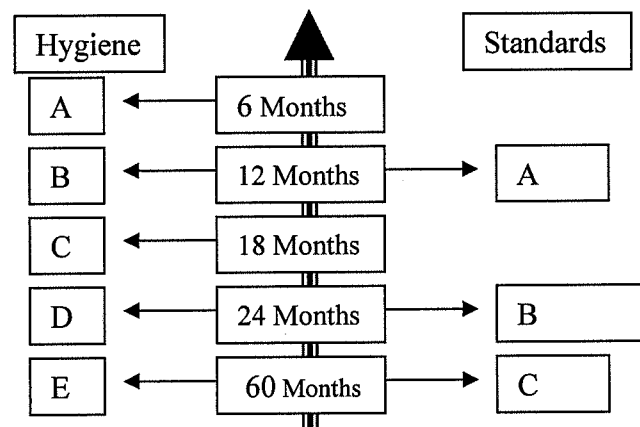 Hygiene
Standards
A
6 Months
B
12 Months
A
C
18 Months
D
24 Months
B
E
60 Months
C